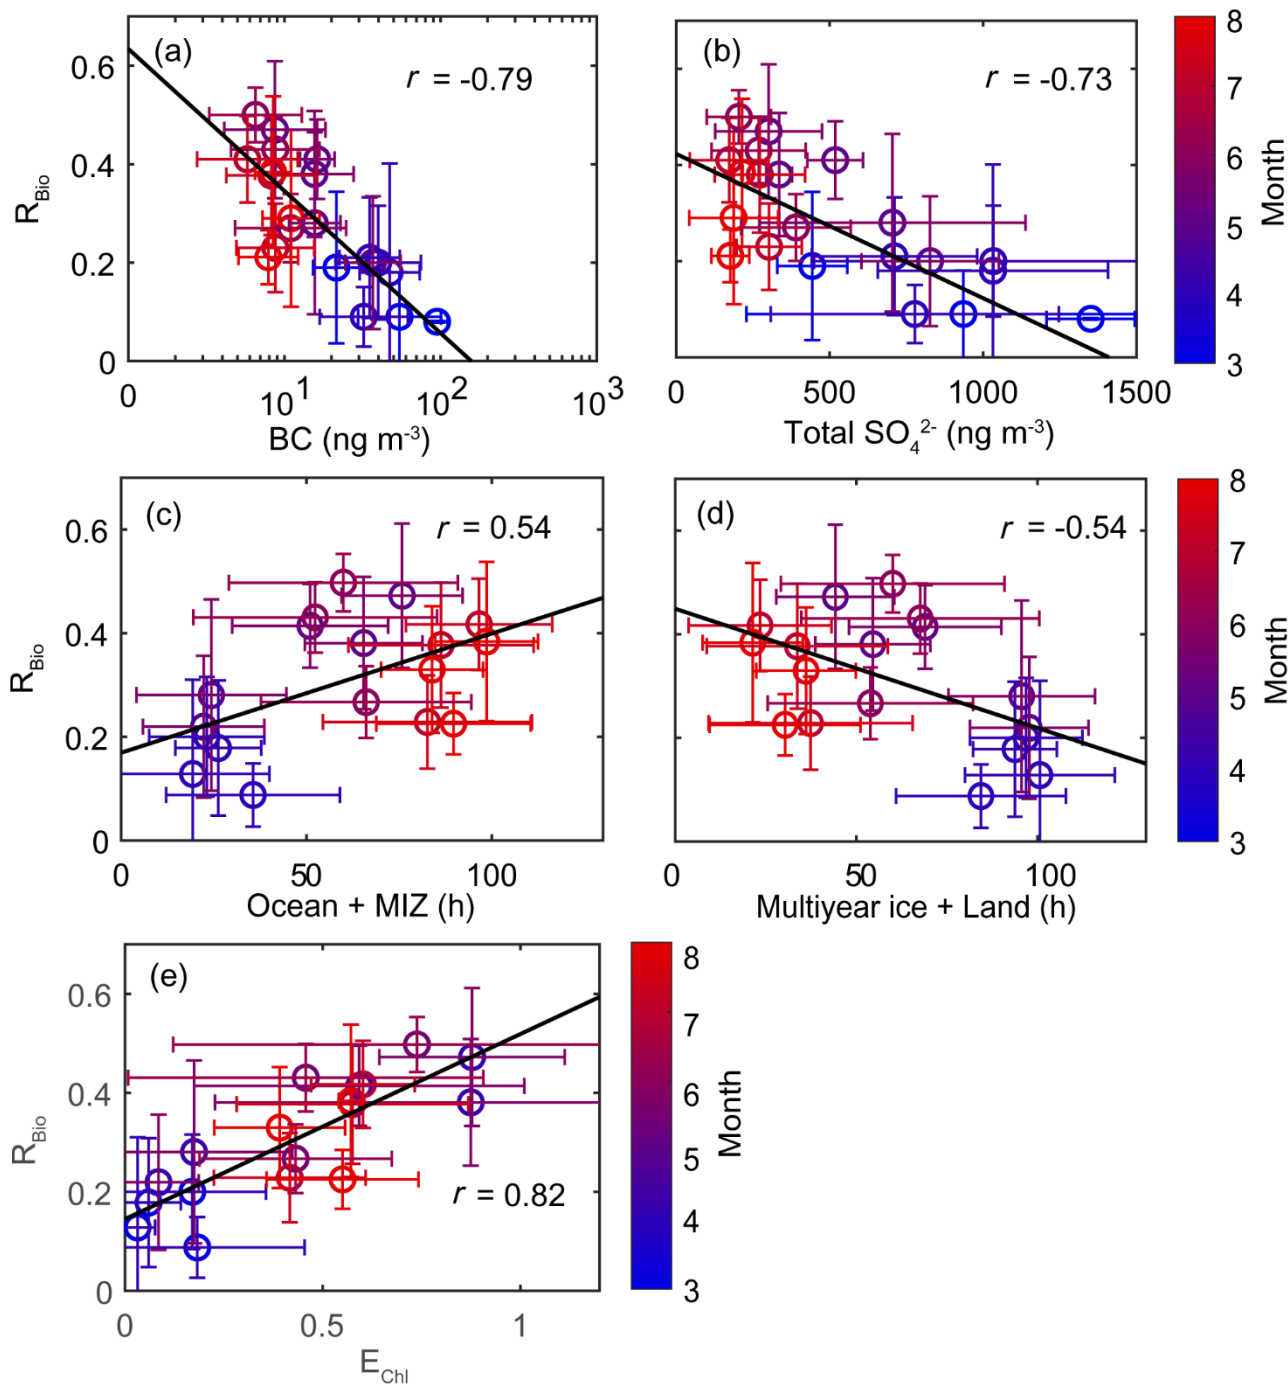 (a)
r = -0.79
R_Bio
0.6
0.4
0.2
0
0 10^1 10^2 10^3
BC (ng m^-3)
(b)
r = -0.73
0 500 1000 1500
Total SO_4^2- (ng m^-3)
8
7
6
5
4
3
Month
(c)
r = 0.54
R_Bio
0.6
0.4
0.2
0
0 50 100
Ocean + MIZ (h)
(d)
r = -0.54
0 50 100
Multiyear ice + Land (h)
8
7
6
5
4
3
Month
(e)
r = 0.82
R_Bio
0.6
0.4
0.2
0
0 0.5 1
E_Chl
8
7
6
5
4
3
Month